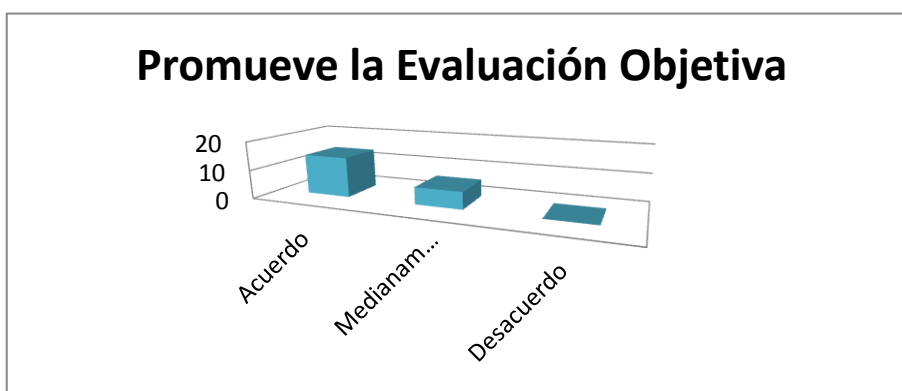 Promueve la Evaluación Objetiva
20
10
0
Acuerdo
Medianam...
Desacuerdo